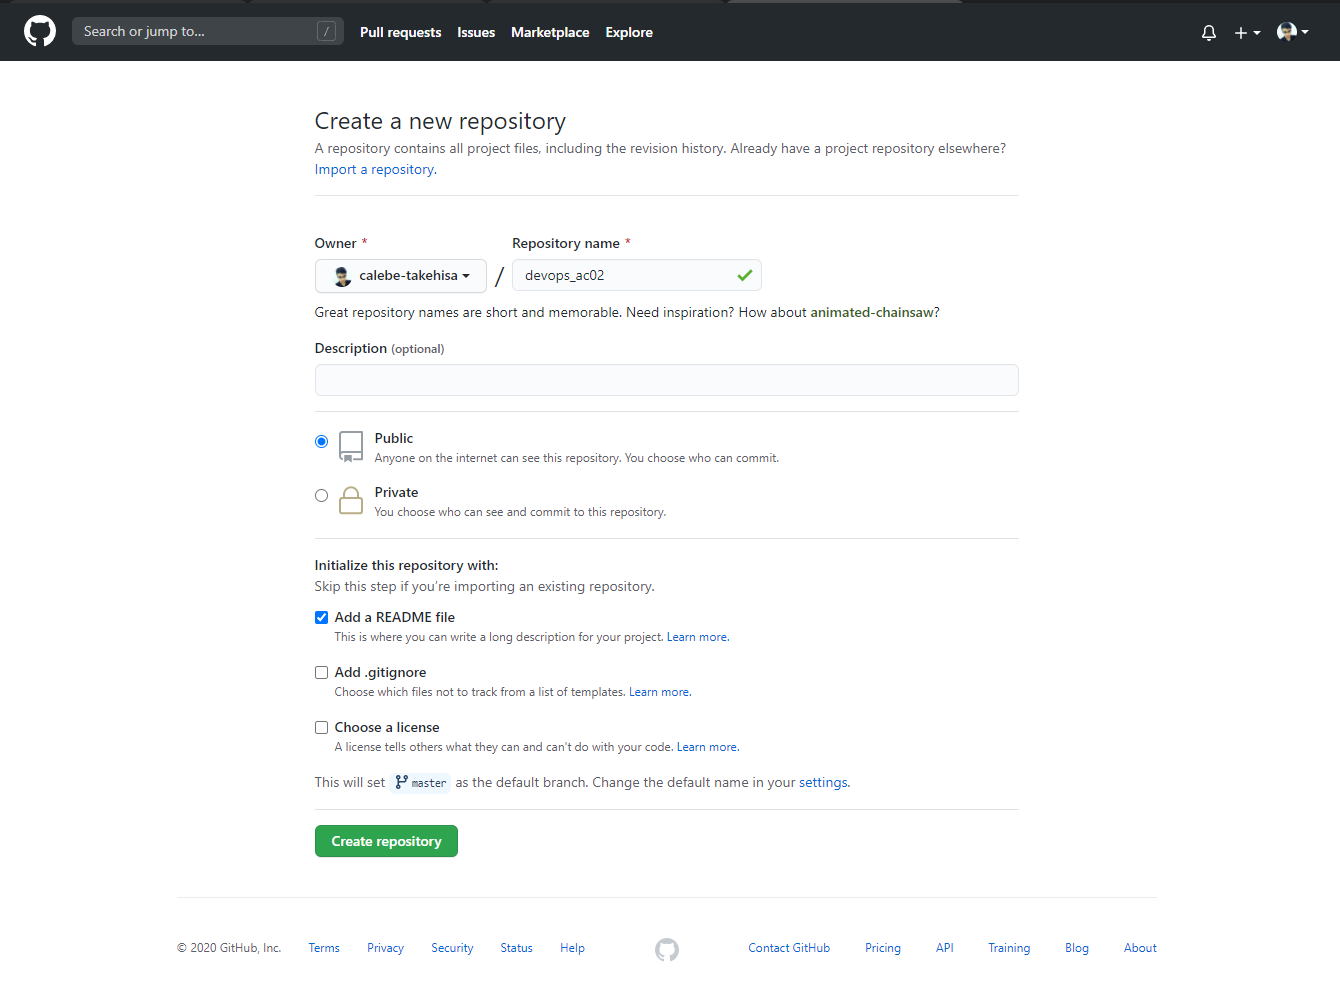 Search or jump to... / Pull requests Issues Marketplace Explore
Create a new repository
A repository contains all project files, including the revision history. Already have a project repository elsewhere?
Import a repository.
Owner * Repository name *
calebe-takehisa / devops_ac02
Great repository names are short and memorable. Need inspiration? How about animated-chainsaw?
Description (optional)
Public
Anyone on the internet can see this repository. You choose who can commit.
Private
You choose who can see and commit to this repository.
Initialize this repository with:
Skip this step if you're importing an existing repository.
Add a README file
This is where you can write a long description for your project. Learn more.
Add .gitignore
Choose which files not to track from a list of templates. Learn more.
Choose a license
A license tells others what they can and can't do with your code. Learn more.
This will set master as the default branch. Change the default name in your settings.
Create repository
© 2020 GitHub, Inc. Terms Privacy Security Status Help Contact GitHub Pricing API Training Blog About